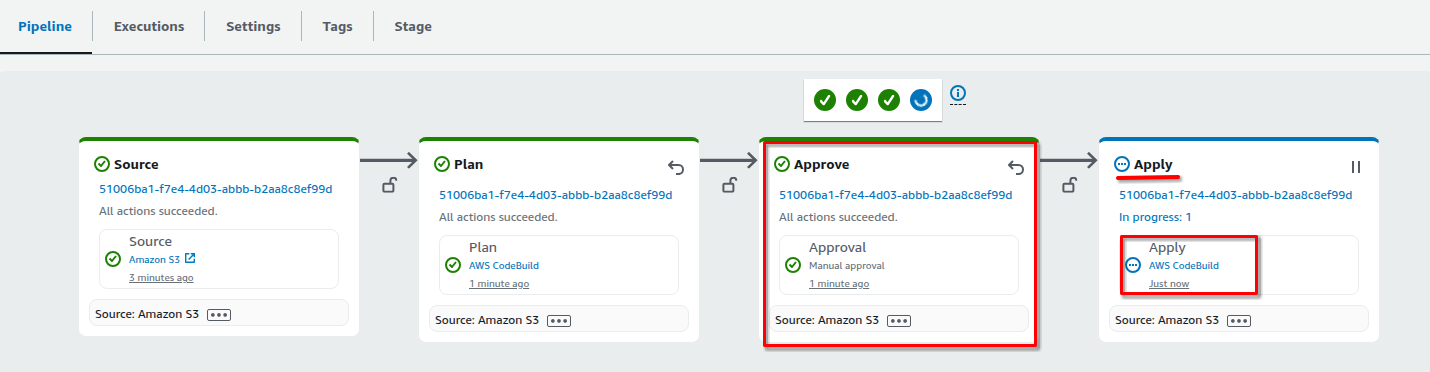 Pipeline
Executions
Settings
Tags
Stage
Source
51006ba1-f7e4-4d03-abbb-b2aa8c8ef99d
All actions succeeded.
Source
Amazon S3
3 minutes ago
Source: Amazon S3
Plan
51006ba1-f7e4-4d03-abbb-b2aa8c8ef99d
All actions succeeded.
Plan
AWS CodeBuild
1 minute ago
Source: Amazon S3
Approve
51006ba1-f7e4-4d03-abbb-b2aa8c8ef99d
All actions succeeded.
Approval
Manual approval
1 minute ago
Source: Amazon S3
Apply
51006ba1-f7e4-4d03-abbb-b2aa8c8ef99d
In progress: 1
Apply
AWS CodeBuild
Just now
Source: Amazon S3